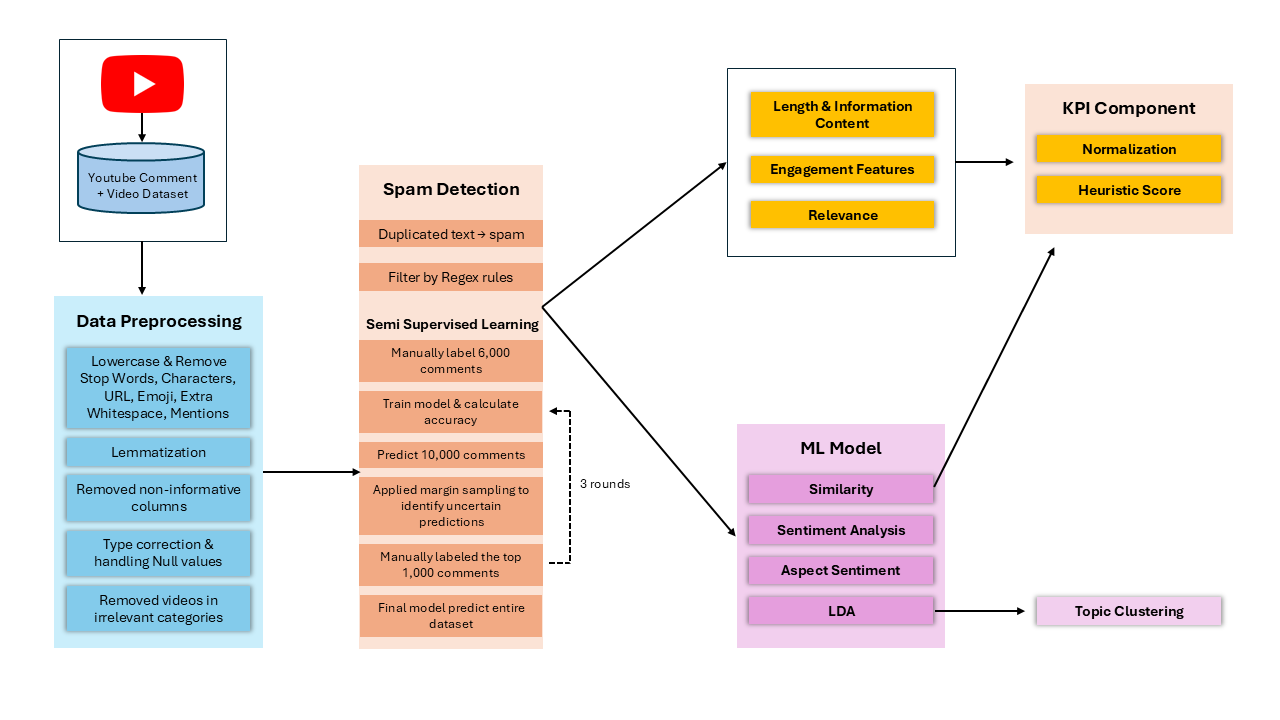 Youtube Comment
+ Video Dataset
Data Preprocessing
Lowercase & Remove
Stop Words, Characters,
URL, Emoji, Extra
Whitespace, Mentions
Lemmatization
Removed non-informative
columns
Type correction &
handling Null values
Removed videos in
irrelevant categories
Spam Detection
Duplicated text → spam
Filter by Regex rules
Semi Supervised Learning
Manually label 6,000
comments
Train model & calculate
accuracy
Predict 10,000 comments
Applied margin sampling to
identify uncertain
predictions
Manually labeled the top
1,000 comments
Final model predict entire
dataset
3 rounds
Length & Information
Content
Engagement Features
Relevance
KPI Component
Normalization
Heuristic Score
ML Model
Similarity
Sentiment Analysis
Aspect Sentiment
LDA
Topic Clustering